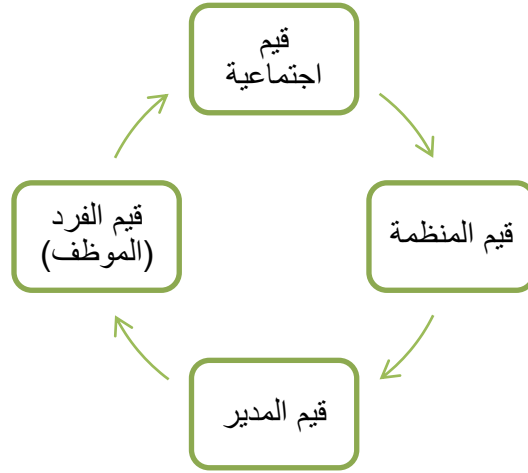 قيم
اجتماعية
قيم المنظمة
قيم المدير
قيم الفرد
(الموظف)